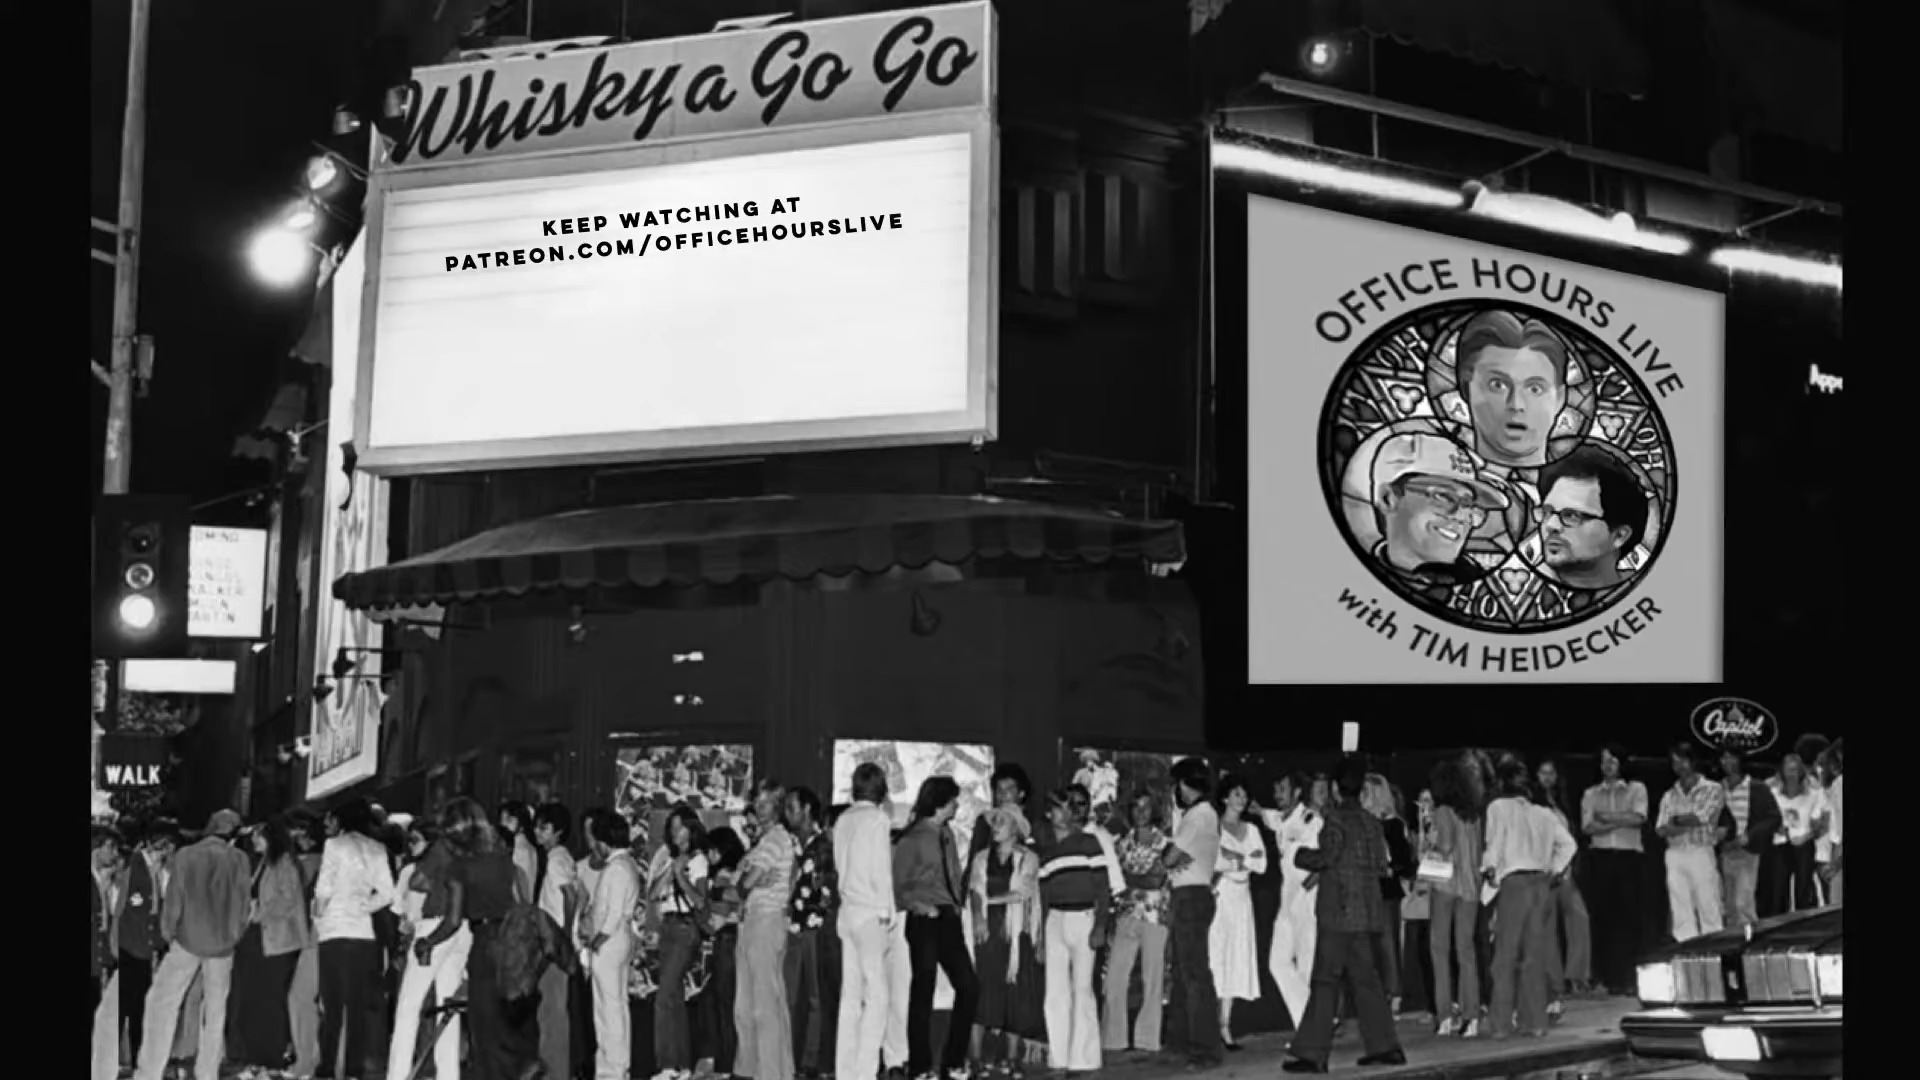 Whisky a Go Go
KEEP WATCHING AT
PATREON.COM/OFFICEHOURSLIVE
OFFICE HOURS LIVE
HOLY
with TIM HEIDECKER
Capitol
WALK